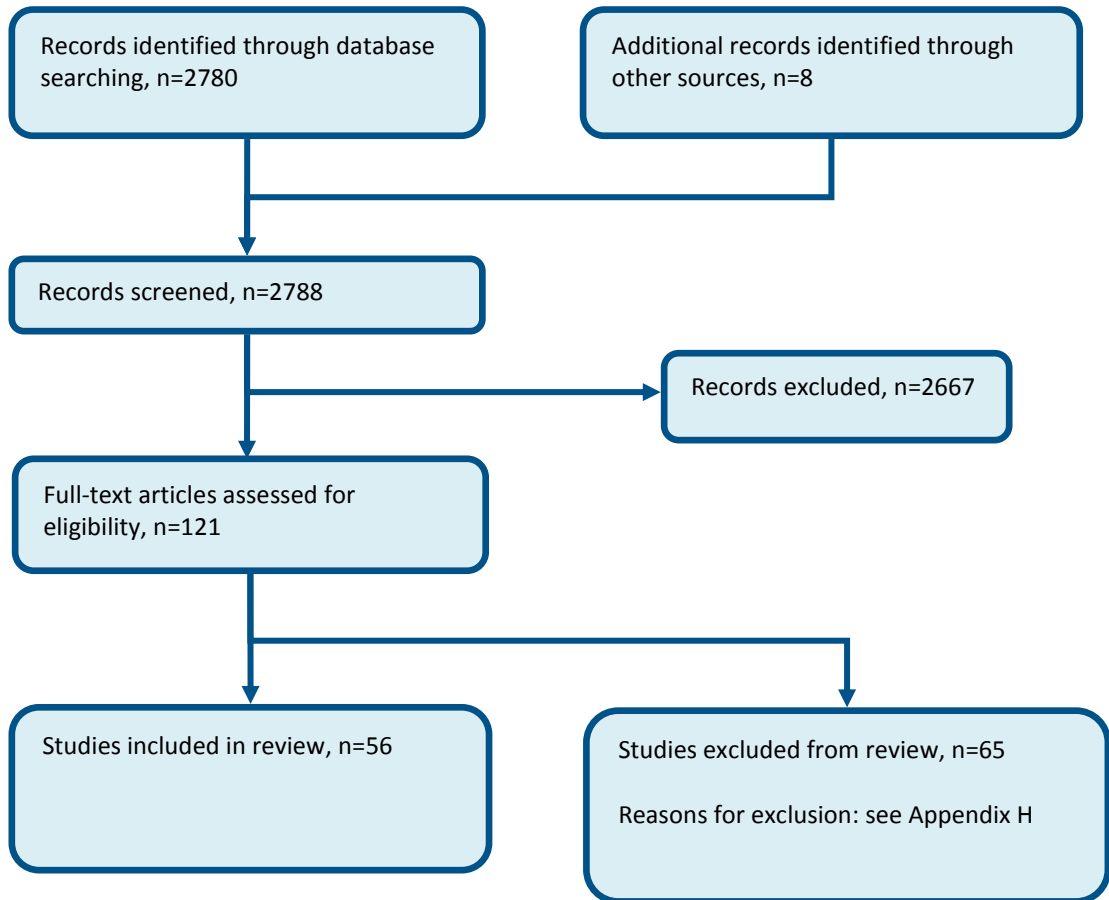 Records identified through database
searching, n=2780
Additional records identified through
other sources, n=8
Records screened, n=2788
Records excluded, n=2667
Full-text articles assessed for
eligibility, n=121
Studies included in review, n=56
Studies excluded from review, n=65
Reasons for exclusion: see Appendix H